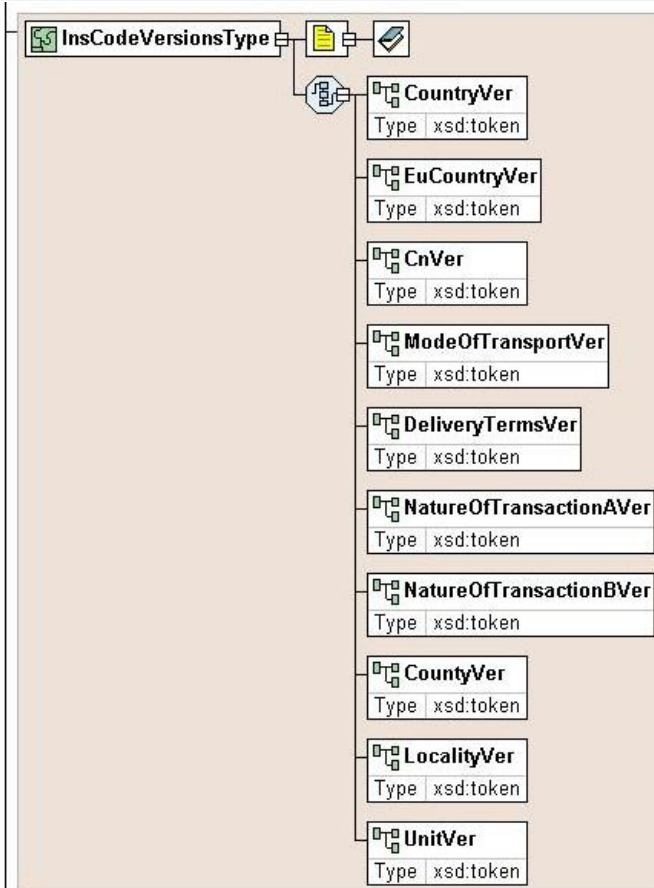 InsCodeVersionsType
CountryVer
Type xsd:token
EuCountryVer
Type xsd:token
CnVer
Type xsd:token
ModeOfTransportVer
Type xsd:token
DeliveryTermsVer
Type xsd:token
NatureOfTransactionAVer
Type xsd:token
NatureOfTransactionBVer
Type xsd:token
CountyVer
Type xsd:token
LocalityVer
Type xsd:token
UnitVer
Type xsd:token